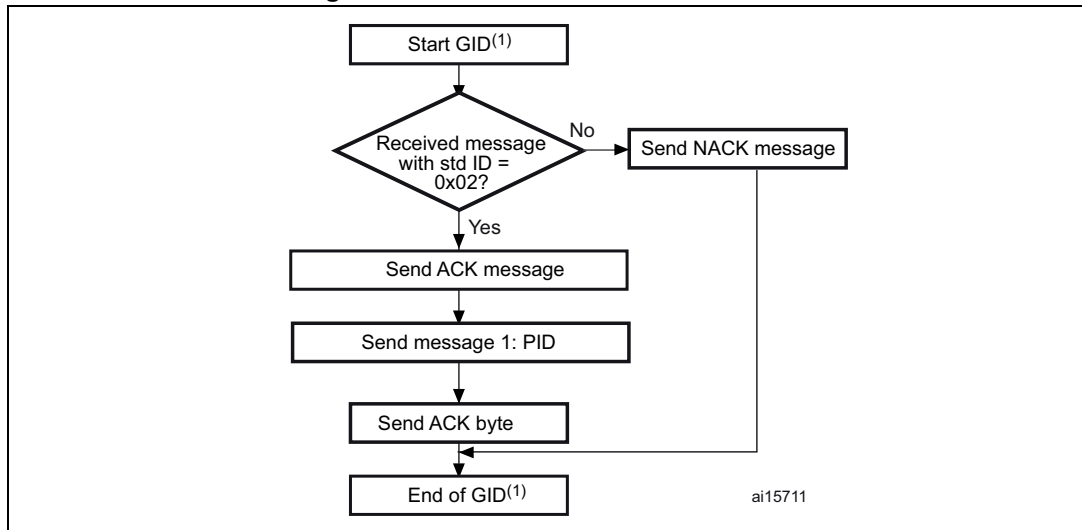 Start GID(1)
Received message
with std ID =
0x02?
No
Send NACK message
Yes
Send ACK message
Send message 1: PID
Send ACK byte
End of GID(1)
ai15711